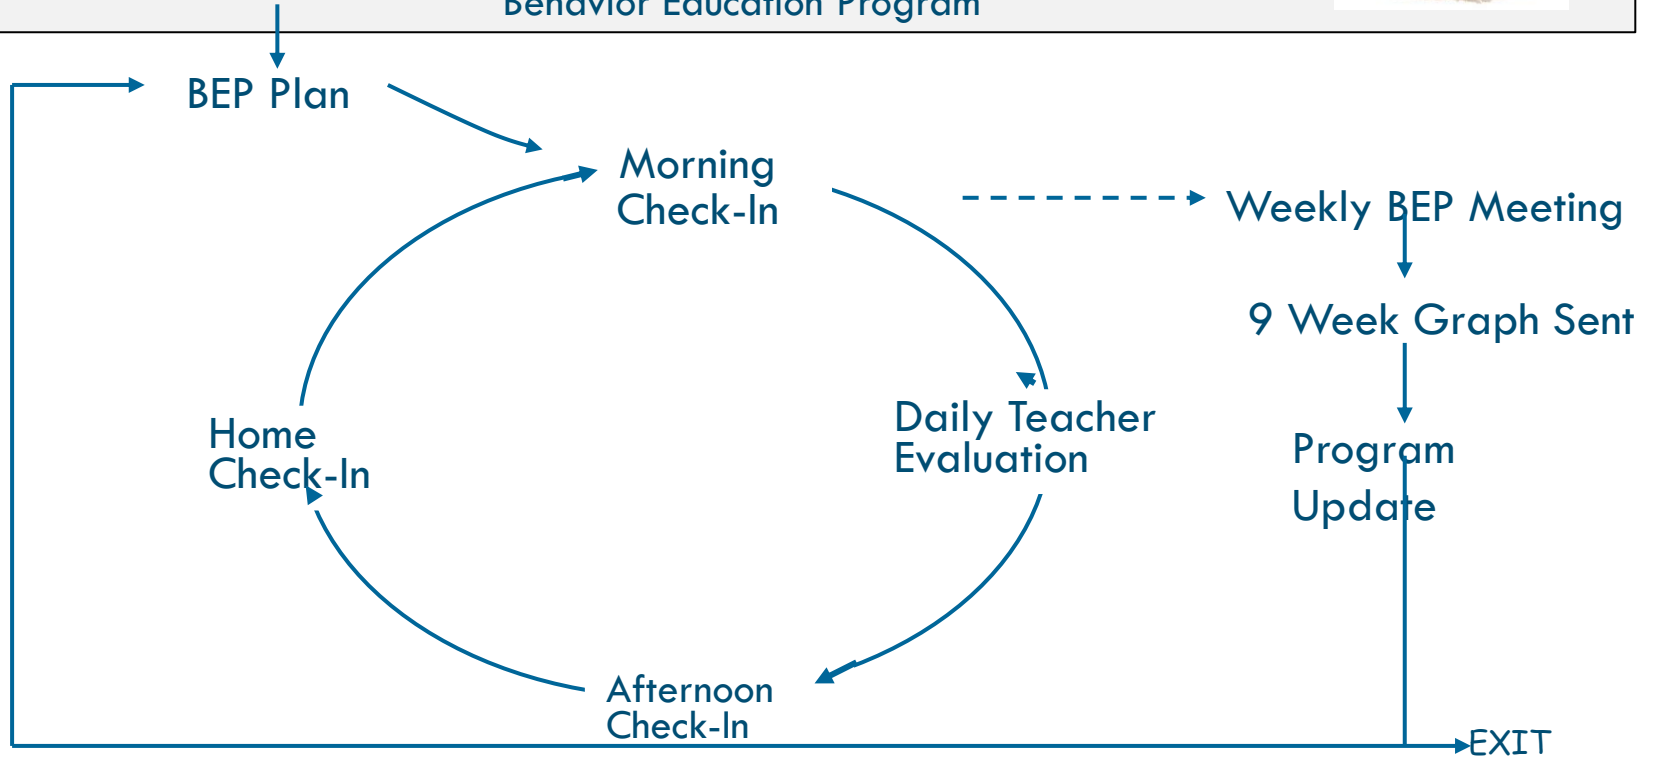 Behavior Education Program
BEP Plan
Morning
Check-In
Weekly BEP Meeting
9 Week Graph Sent
Daily Teacher
Evaluation
Home
Check-In
Program
Update
Afternoon
Check-In
EXIT